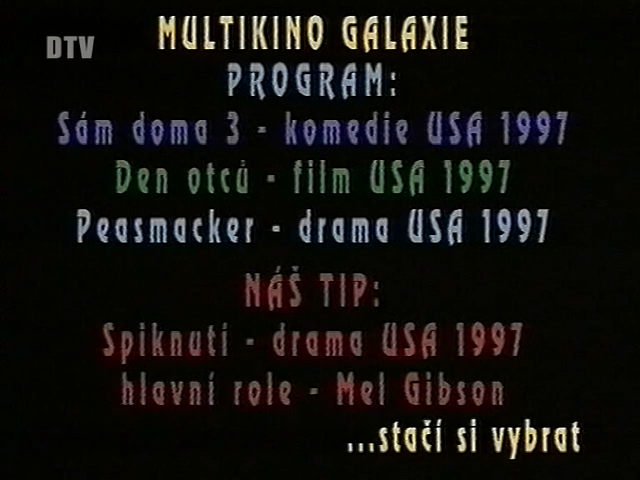 DTV
MULTIKINO GALAXIE
PROGRAM:
Sám doma 3 - komedie USA 1997
Den otců - film USA 1997
Peasmacker - drama USA 1997
NÁŠ TIP:
Spiknutí - drama USA 1997
hlavní role - Mel Gibson
...stačí si vybrat